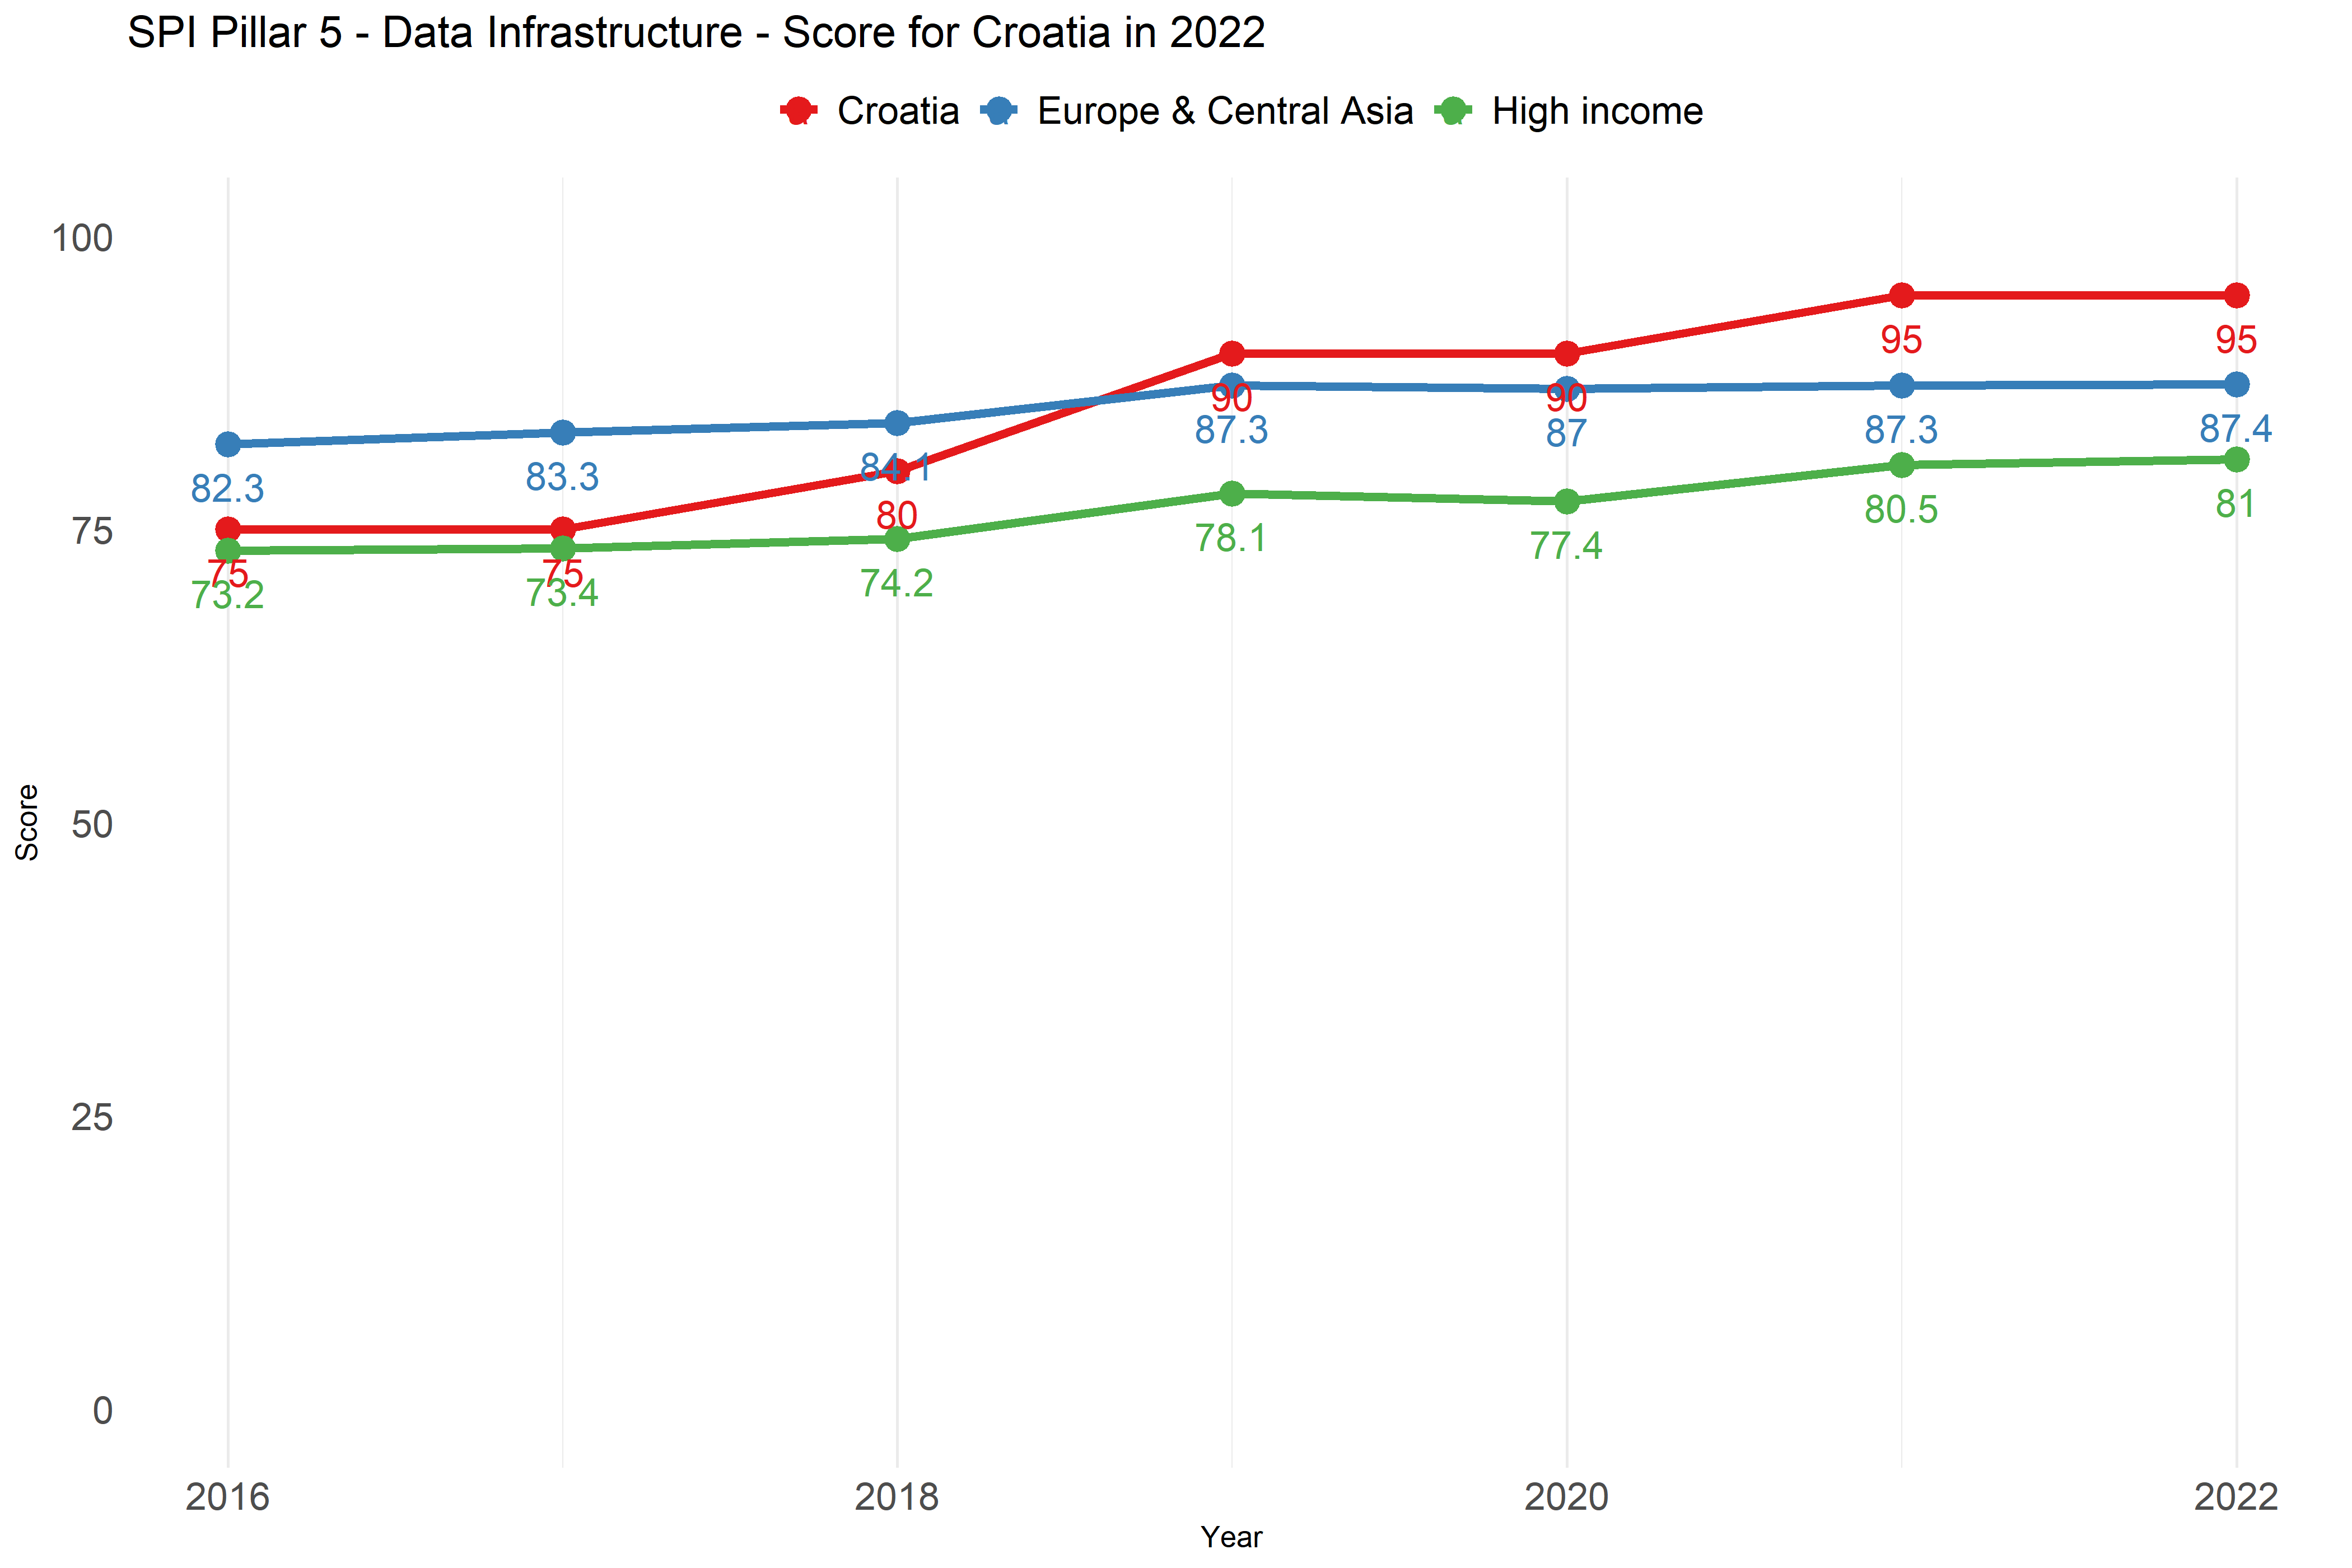 SPI Pillar 5 - Data Infrastructure - Score for Croatia in 2022
Croatia Europe & Central Asia High income
100
75
50
25
0
Score
82.3 83.3 84.1 87.3 87 87.3 87.4
75 75 80 90 90 95 95
73.2 73.4 74.2 78.1 77.4 80.5 81
2016 2018 2020 2022
Year